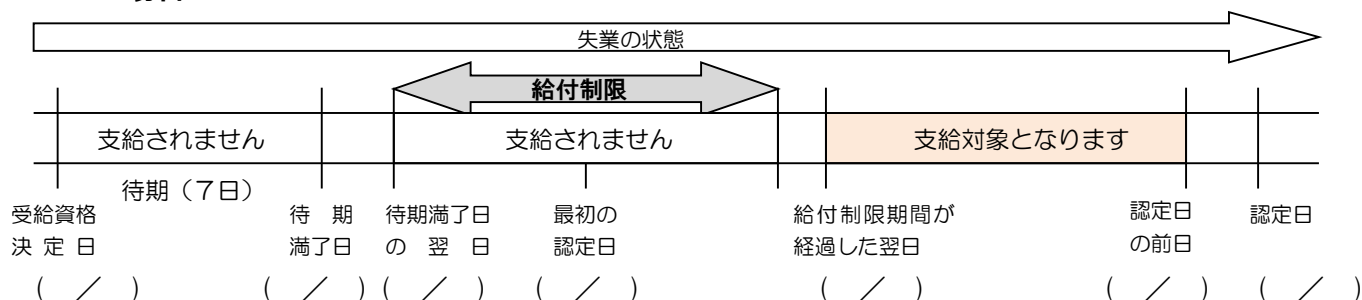 失業の状態
給付制限
支給されません 支給されません 支給対象となります
待期(7日)
受給資格
決定日
待期
満了日
待期満了日
の翌日
最初の
認定日
給付制限期間が
経過した翌日
認定日
の前日
認定日
( / ) ( / ) ( / ) ( / ) ( / ) ( / ) ( / )